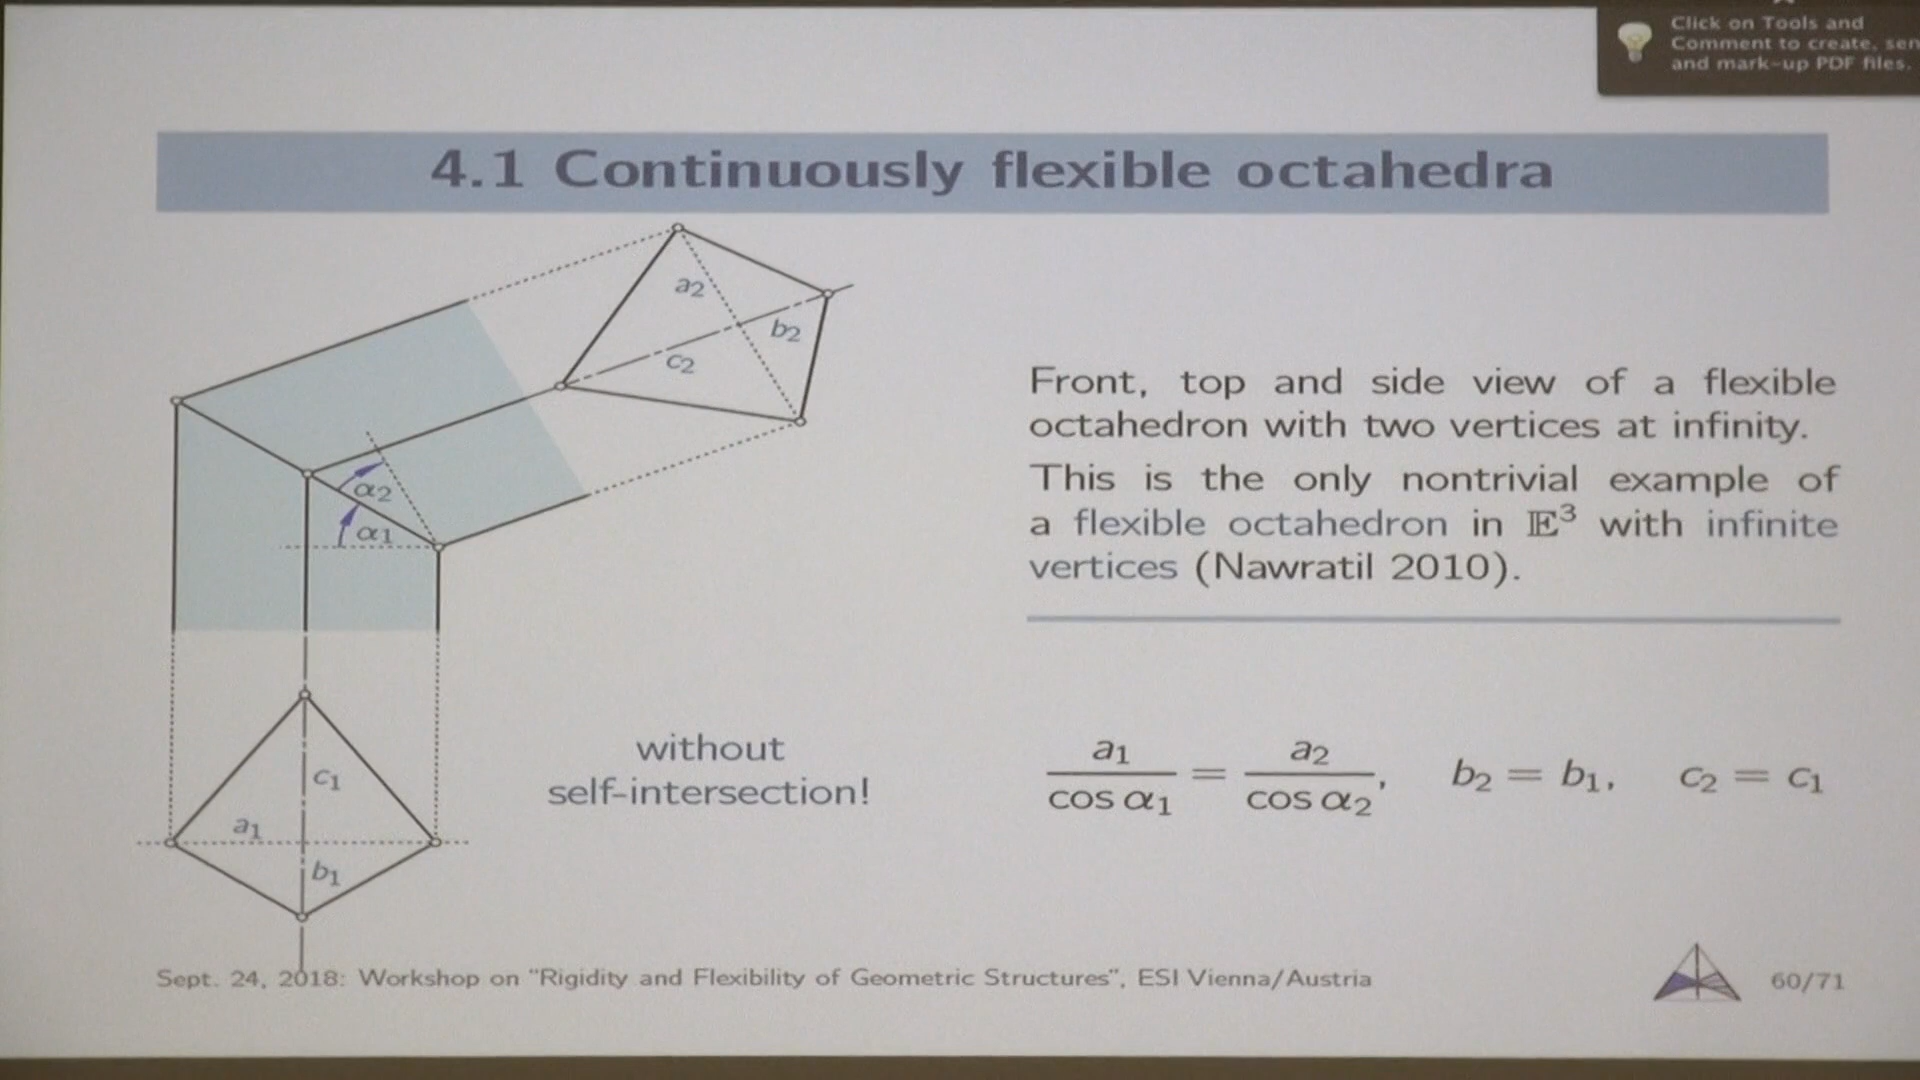 Click on Tools and
Comment to create, sen
and mark-up PDF files.
4.1 Continuously flexible octahedra
a2
b2
c2
α2
α1
c1
a1
b1
without
self-intersection!
Front, top and side view of a flexible
octahedron with two vertices at infinity.
This is the only nontrivial example of
a flexible octahedron in 𝔼³ with infinite
vertices (Nawratil 2010).
a1 / cos α1 = a2 / cos α2, b2 = b1, c2 = c1
Sept. 24, 2018: Workshop on “Rigidity and Flexibility of Geometric Structures”, ESI Vienna/Austria
60/71